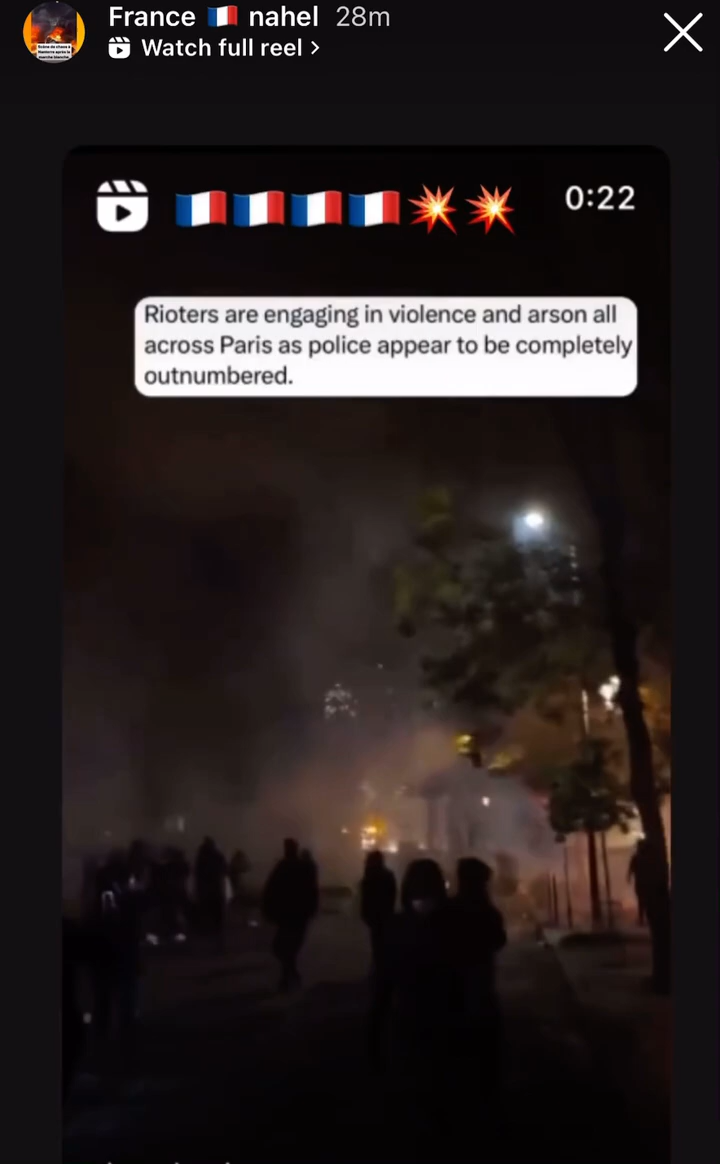 France 🇫🇷 nahel 28m
Watch full reel >
🇫🇷🇫🇷🇫🇷🇫🇷💥💥 0:22
Rioters are engaging in violence and arson all
across Paris as police appear to be completely
outnumbered.